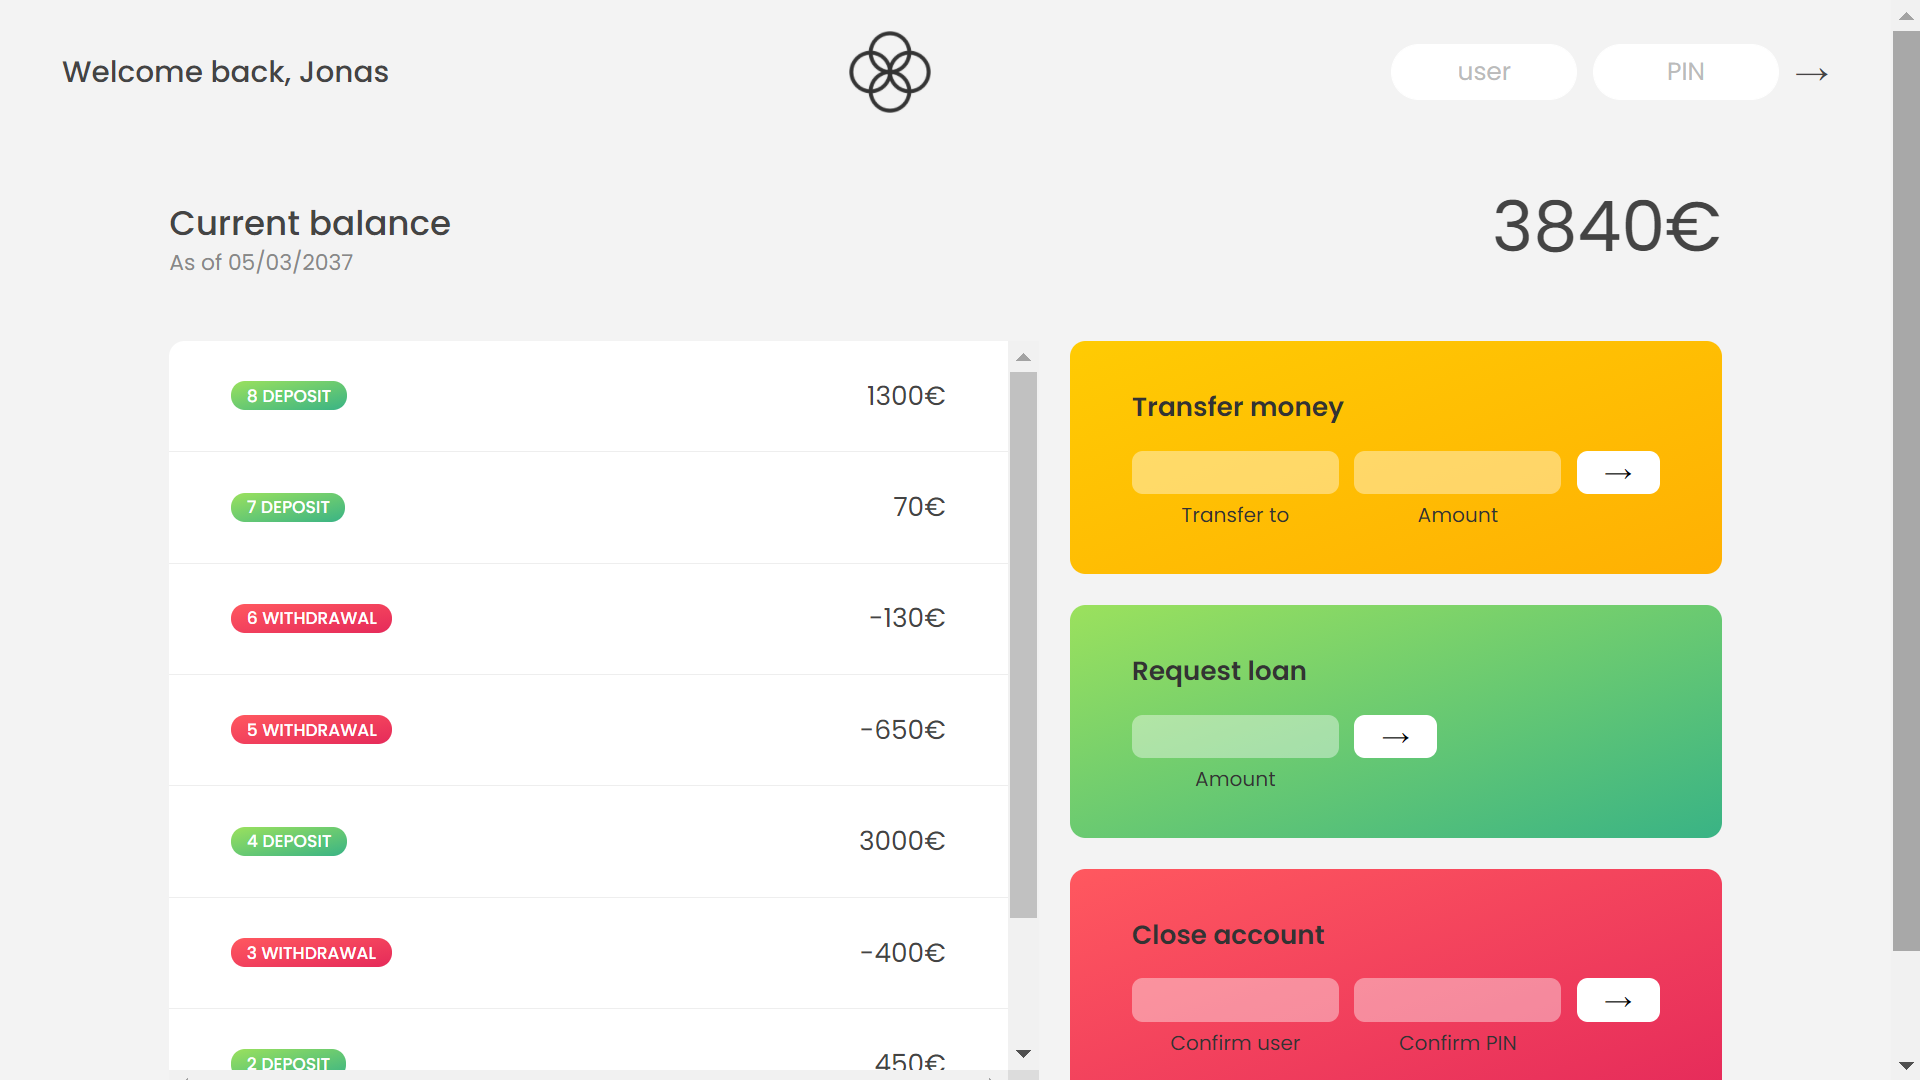 Welcome back, Jonas
user
PIN
→
Current balance
As of 05/03/2037
3840€
8 DEPOSIT
1300€
7 DEPOSIT
70€
6 WITHDRAWAL
-130€
5 WITHDRAWAL
-650€
4 DEPOSIT
3000€
3 WITHDRAWAL
-400€
2 DEPOSIT
450€
Transfer money
→
Transfer to
Amount
Request loan
→
Amount
Close account
→
Confirm user
Confirm PIN